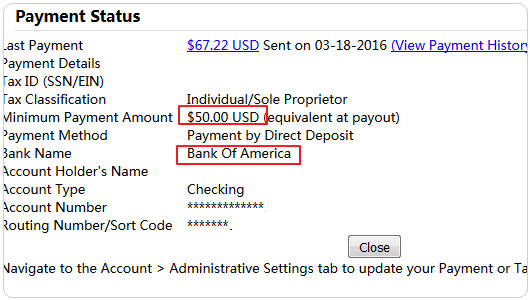 Payment Status
Last Payment $67.22 USD Sent on 03-18-2016 (View Payment History
Payment Details
Tax ID (SSN/EIN)
Tax Classification Individual/Sole Proprietor
Minimum Payment Amount $50.00 USD (equivalent at payout)
Payment Method Payment by Direct Deposit
Bank Name Bank Of America
Account Holder's Name
Account Type Checking
Account Number *************
Routing Number/Sort Code *******.
Close
Navigate to the Account > Administrative Settings tab to update your Payment or Ta